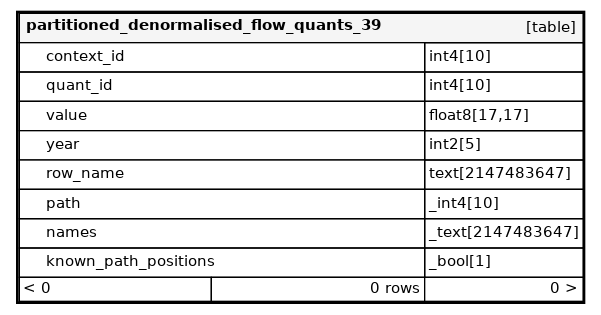 partitioned_denormalised_flow_quants_39 [table]
context_id int4[10]
quant_id int4[10]
value float8[17,17]
year int2[5]
row_name text[2147483647]
path _int4[10]
names _text[2147483647]
known_path_positions _bool[1]
< 0 0 rows 0 >